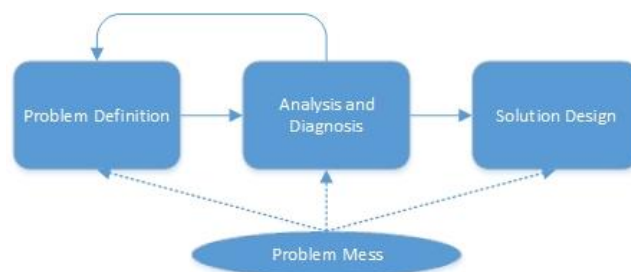 Problem Definition
Analysis and
Diagnosis
Solution Design
Problem Mess